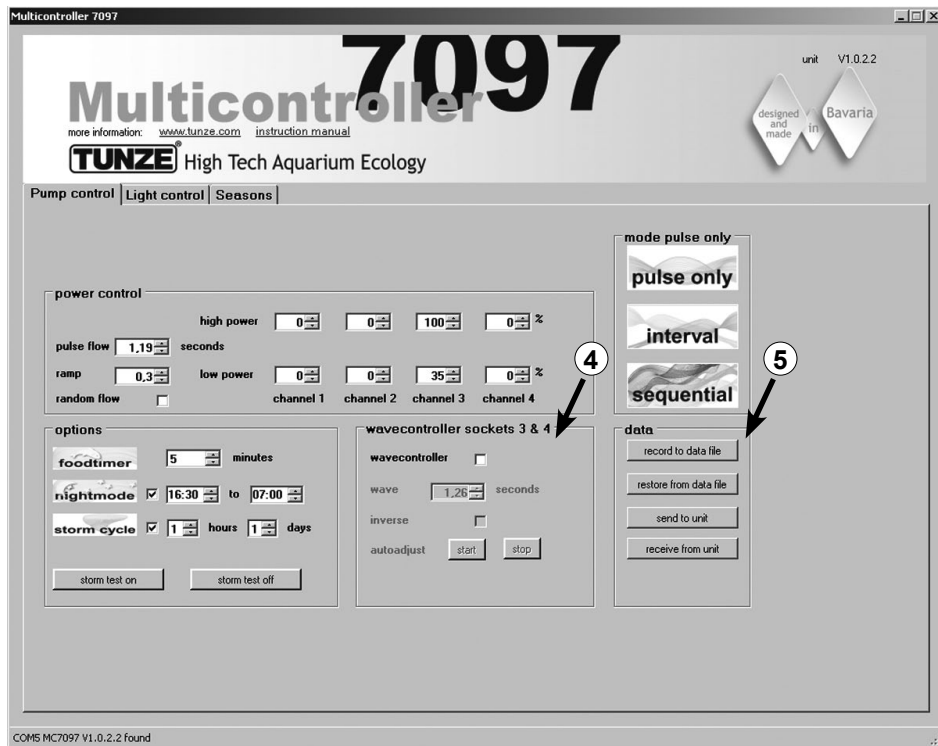 Multicontroller 7097
7097
Multicontroller
unit V1.0.2.2
designed and made in Bavaria
more information: www.tunze.com instruction manual
TUNZE® High Tech Aquarium Ecology
Pump control Light control Seasons
power control
high power 0 0 100 0 %
pulse flow 1,19 seconds
ramp 0,3 low power 0 0 35 0 %
random flow channel 1 channel 2 channel 3 channel 4
mode pulse only
pulse only
interval
sequential
4
5
options
foodtimer 5 minutes
nightmode 16:30 to 07:00
storm cycle 1 hours 1 days
storm test on storm test off
wavecontroller sockets 3 & 4
wavecontroller
wave 1,26 seconds
inverse
autoadjust start stop
data
record to data file
restore from data file
send to unit
receive from unit
COM5 MC7097 V1.0.2.2 found